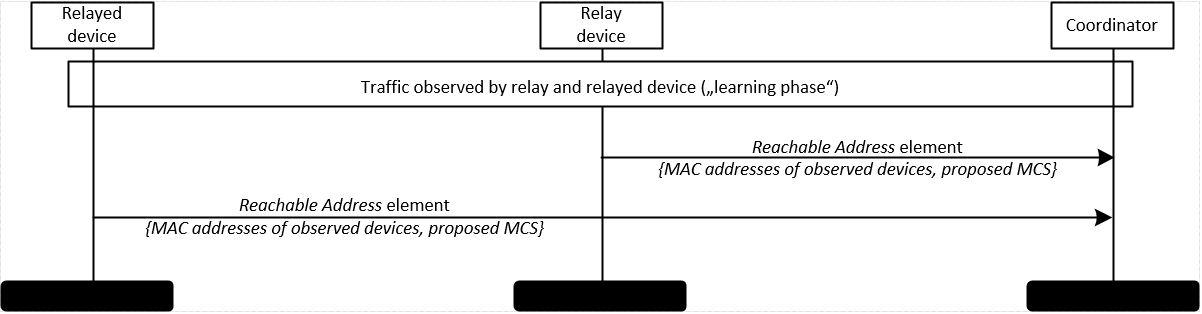 Relayed
device
Relay
device
Coordinator
Traffic observed by relay and relayed device („learning phase“)
Reachable Address element
{MAC addresses of observed devices, proposed MCS}
Reachable Address element
{MAC addresses of observed devices, proposed MCS}